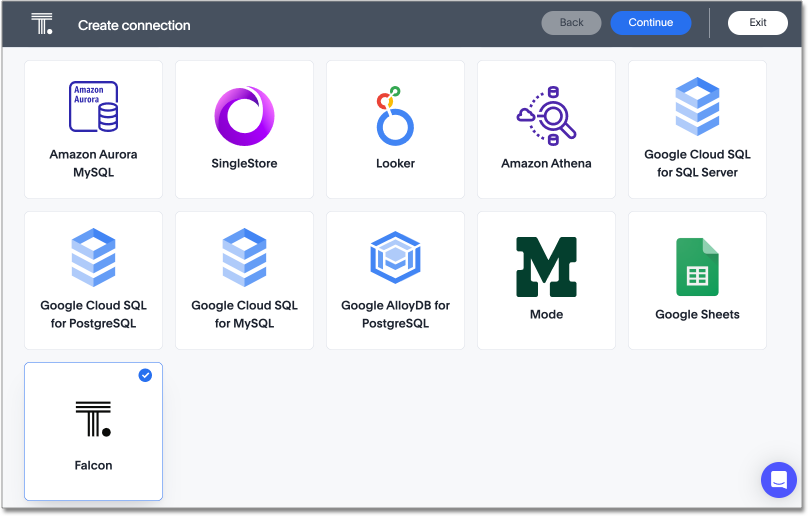 T.
Create connection
Back
Continue
Exit
Amazon
Aurora
Amazon Aurora
MySQL
SingleStore
Looker
Amazon Athena
Google Cloud SQL
for SQL Server
Google Cloud SQL
for PostgreSQL
Google Cloud SQL
for MySQL
Google AlloyDB for
PostgreSQL
M
Mode
Google Sheets
T.
Falcon